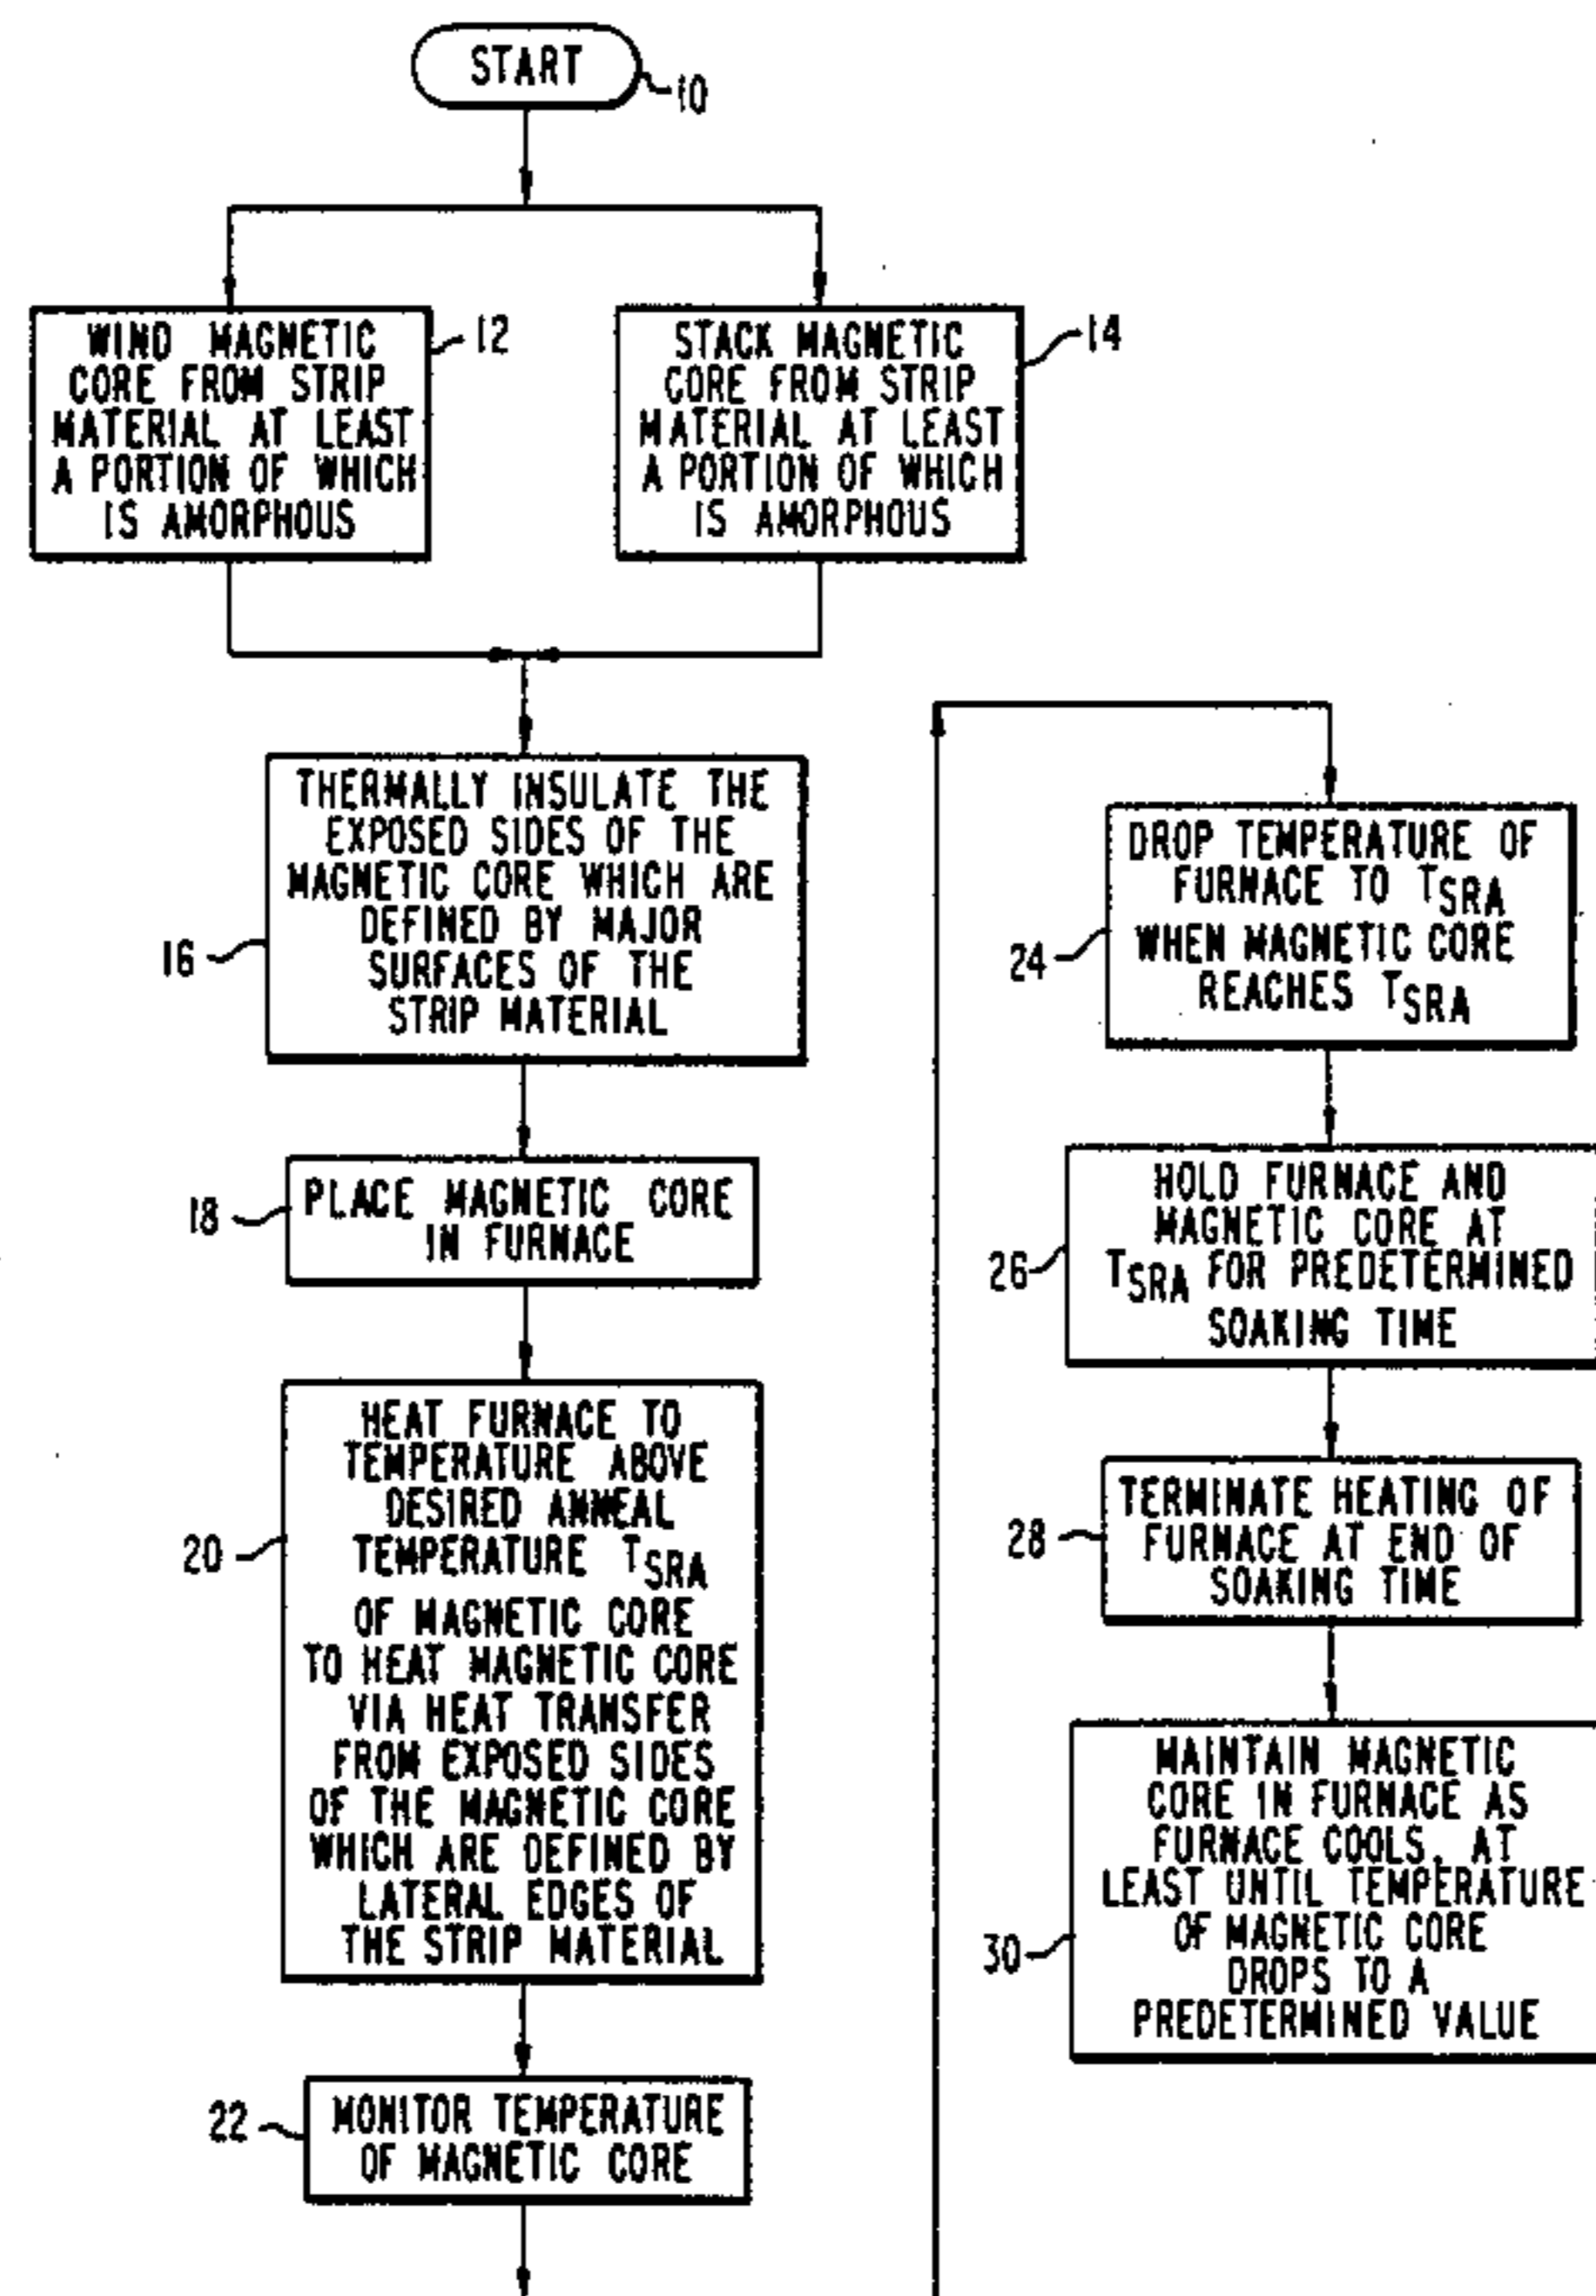 START
10
WIND MAGNETIC
CORE FROM STRIP
MATERIAL AT LEAST
A PORTION OF WHICH
IS AMORPHOUS
12
STACK MAGNETIC
CORE FROM STRIP
MATERIAL AT LEAST
A PORTION OF WHICH
IS AMORPHOUS
14
THERMALLY INSULATE THE
EXPOSED SIDES OF THE
MAGNETIC CORE WHICH ARE
DEFINED BY MAJOR
SURFACES OF THE
STRIP MATERIAL
16
PLACE MAGNETIC CORE
IN FURNACE
18
HEAT FURNACE TO
TEMPERATURE ABOVE
DESIRED ANNEAL
TEMPERATURE TSRA
OF MAGNETIC CORE
TO HEAT MAGNETIC CORE
VIA HEAT TRANSFER
FROM EXPOSED SIDES
OF THE MAGNETIC CORE
WHICH ARE DEFINED BY
LATERAL EDGES OF
THE STRIP MATERIAL
20
MONITOR TEMPERATURE
OF MAGNETIC CORE
22
DROP TEMPERATURE OF
FURNACE TO TSRA
WHEN MAGNETIC CORE
REACHES TSRA
24
HOLD FURNACE AND
MAGNETIC CORE AT
TSRA FOR PREDETERMINED
SOAKING TIME
26
TERMINATE HEATING OF
FURNACE AT END OF
SOAKING TIME
28
MAINTAIN MAGNETIC
CORE IN FURNACE AS
FURNACE COOLS, AT
LEAST UNTIL TEMPERATURE
OF MAGNETIC CORE
DROPS TO A
PREDETERMINED VALUE
30